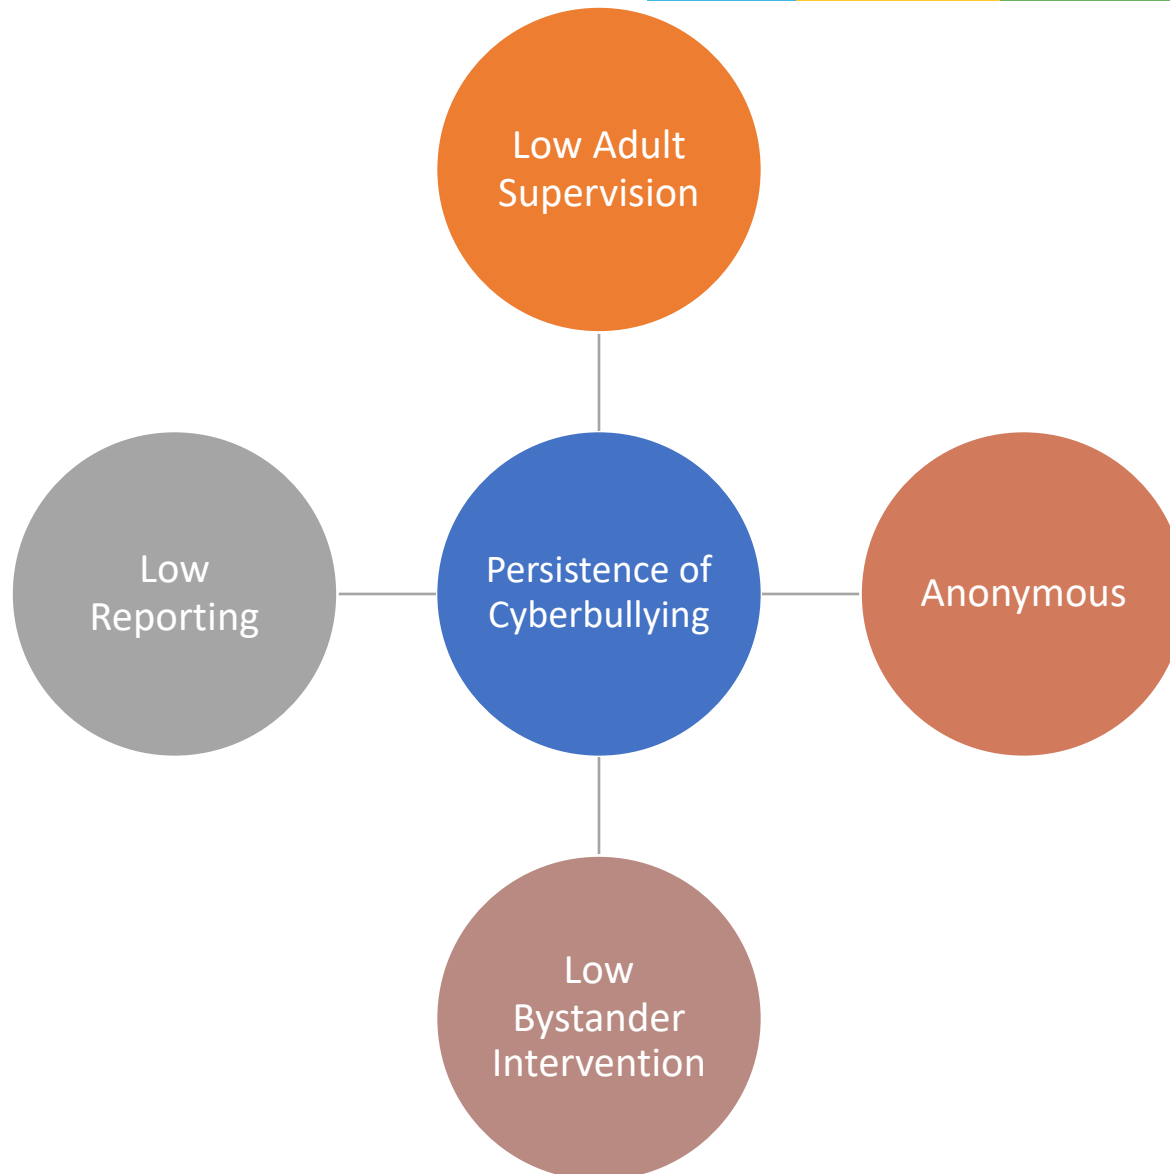 Low Adult
Supervision
Low
Reporting
Persistence of
Cyberbullying
Anonymous
Low
Bystander
Intervention